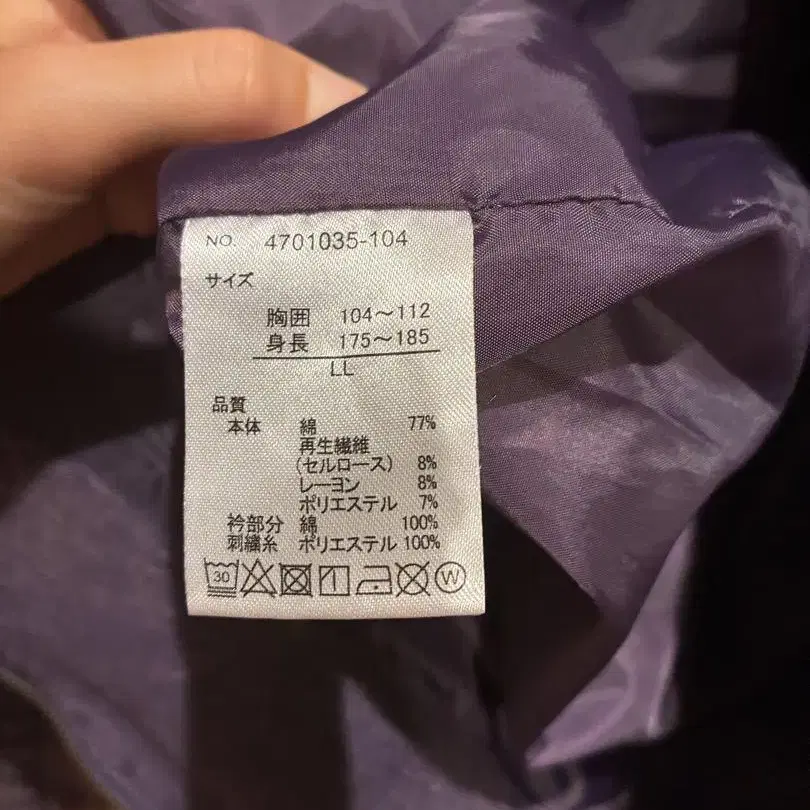 NO. 4701035-104
サイズ
胸囲 104～112
身長 175～185
LL
品質
本体 綿 77%
再生繊維
(セルロース) 8%
レーヨン 8%
ポリエステル 7%
衿部分 綿 100%
刺繍糸 ポリエステル 100%
30 W